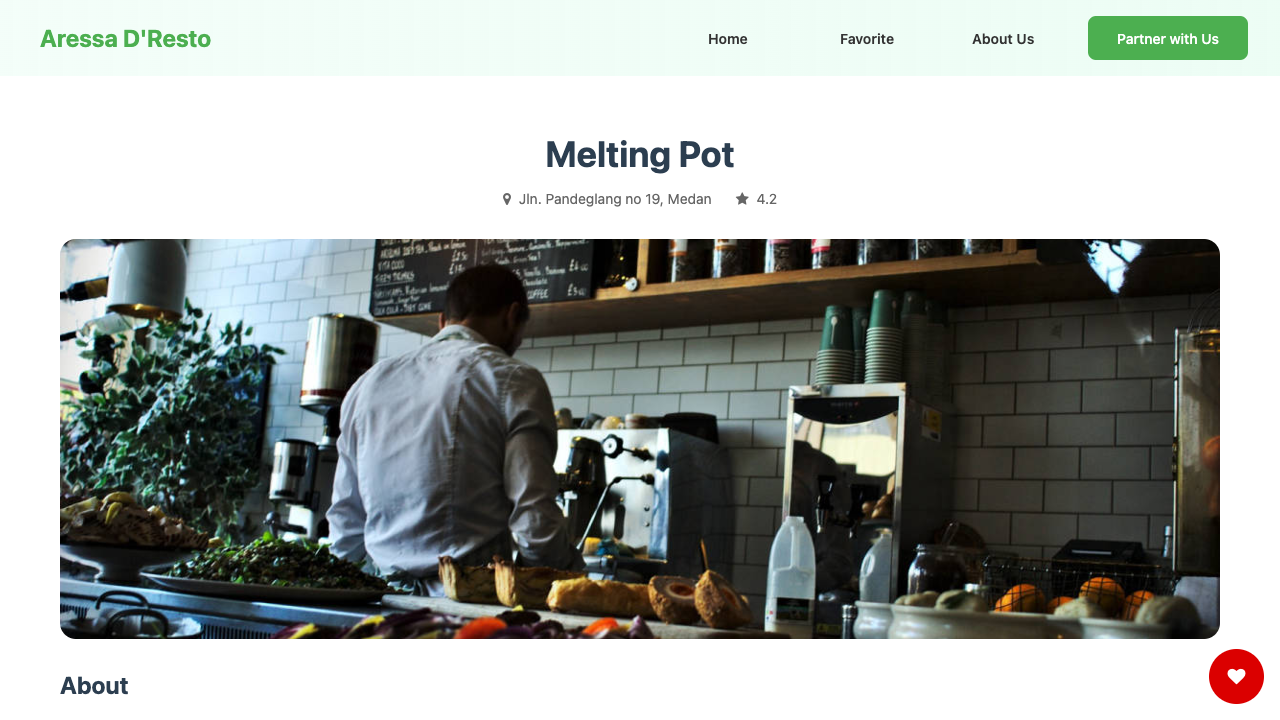 Aressa D'Resto
Home
Favorite
About Us
Partner with Us
Melting Pot
Jln. Pandeglang no 19, Medan
4.2
COFFEE
About